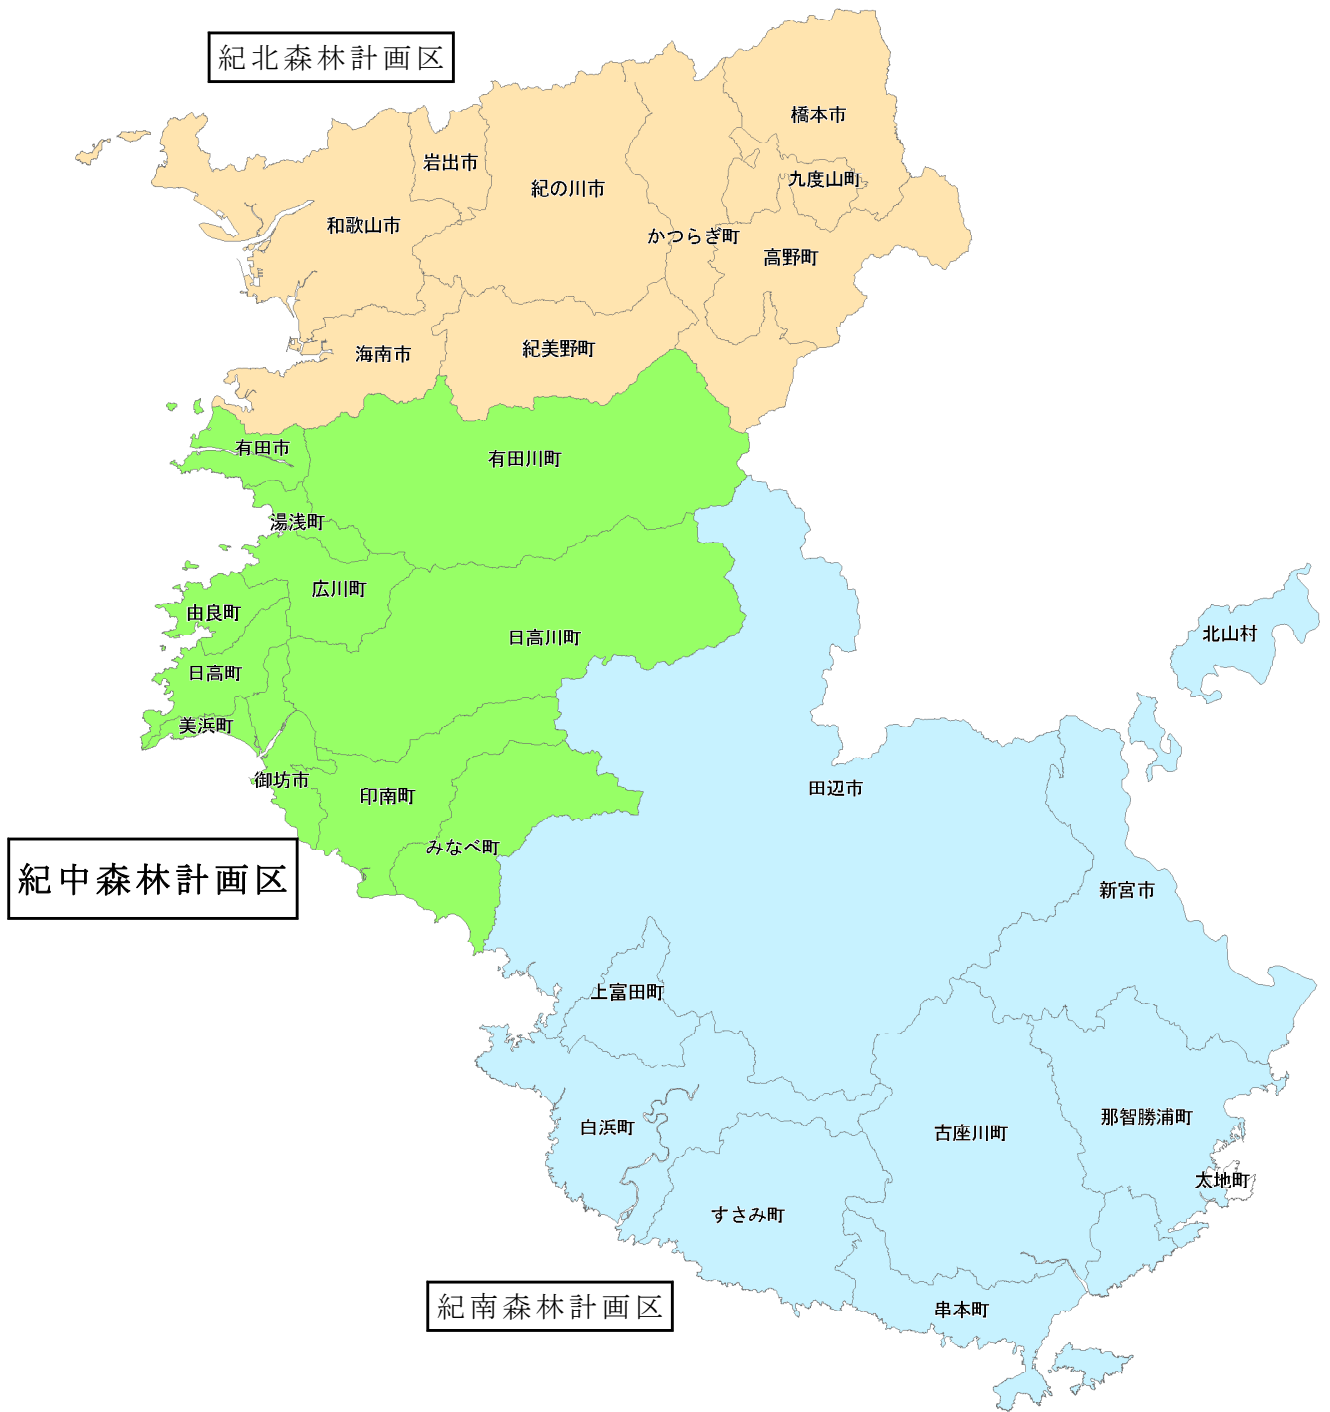 紀北森林計画区
橋本市
岩出市
九度山町
紀の川市
和歌山市
かつらぎ町
高野町
海南市
紀美野町
有田市
有田川町
湯浅町
広川町
由良町
日高川町
北山村
日高町
美浜町
御坊市
印南町
田辺市
みなべ町
紀中森林計画区
新宮市
上富田町
那智勝浦町
白浜町
古座川町
太地町
すさみ町
紀南森林計画区
串本町